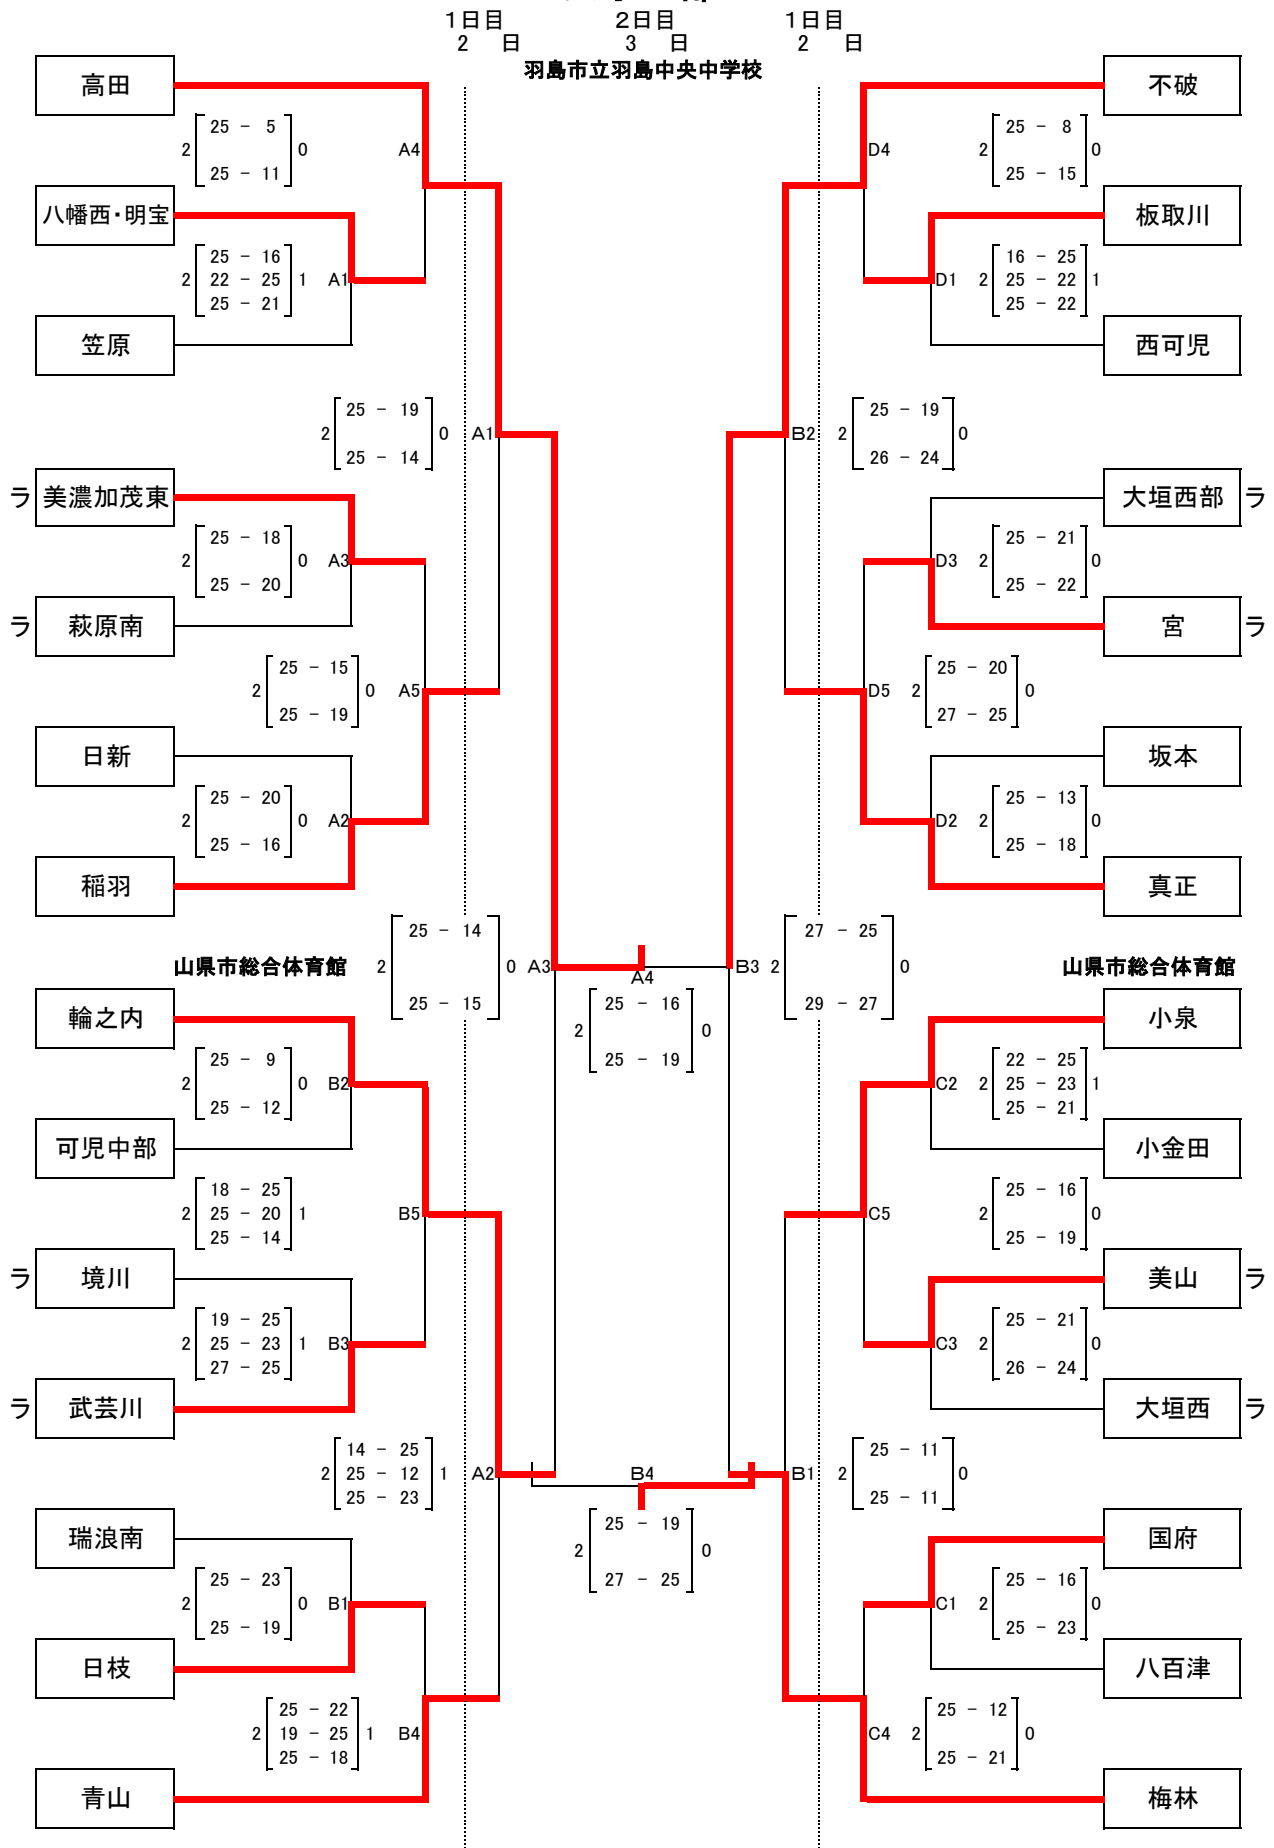 1日目 2日目 1日目
2 日 3 日 2 日
羽島市立羽島中央中学校
高田 不破
25 - 5 25 - 8
2 0 A4 D4 2 0
25 - 11 25 - 15
八幡西・明宝 板取川
25 - 16 16 - 25
2 22 - 25 1 A1 D1 2 25 - 22 1
25 - 21 25 - 22
笠原 西可児
25 - 19 25 - 19
2 0 A1 B2 2 0
25 - 14 26 - 24
ラ 美濃加茂東 大垣西部 ラ
25 - 18 25 - 21
2 0 A3 D3 2 0
25 - 20 25 - 22
ラ 萩原南 宮 ラ
25 - 15 25 - 20
2 0 A5 D5 2 0
25 - 19 27 - 25
日新 坂本
25 - 20 25 - 13
2 0 A2 D2 2 0
25 - 16 25 - 18
稲羽 真正
25 - 14 27 - 25
山県市総合体育館 2 0 A3 B3 2 0 山県市総合体育館
A4
25 - 15 25 - 16 29 - 27
輪之内 2 0 小泉
25 - 19
25 - 9 22 - 25
2 0 B2 C2 2 25 - 23 1
25 - 12 25 - 21
可児中部 小金田
18 - 25 25 - 16
2 25 - 20 1 B5 C5 2 0
25 - 14 25 - 19
ラ 境川 美山 ラ
19 - 25 25 - 21
2 25 - 23 1 B3 C3 2 0
27 - 25 26 - 24
ラ 武芸川 大垣西 ラ
14 - 25 25 - 11
2 25 - 12 1 A2 B4 B1 2 0
25 - 23 25 - 11
25 - 19
瑞浪南 2 0 国府
27 - 25
25 - 23 25 - 16
2 0 B1 C1 2 0
25 - 19 25 - 23
日枝 八百津
25 - 22 25 - 12
2 19 - 25 1 B4 C4 2 0
25 - 18 25 - 21
青山 梅林